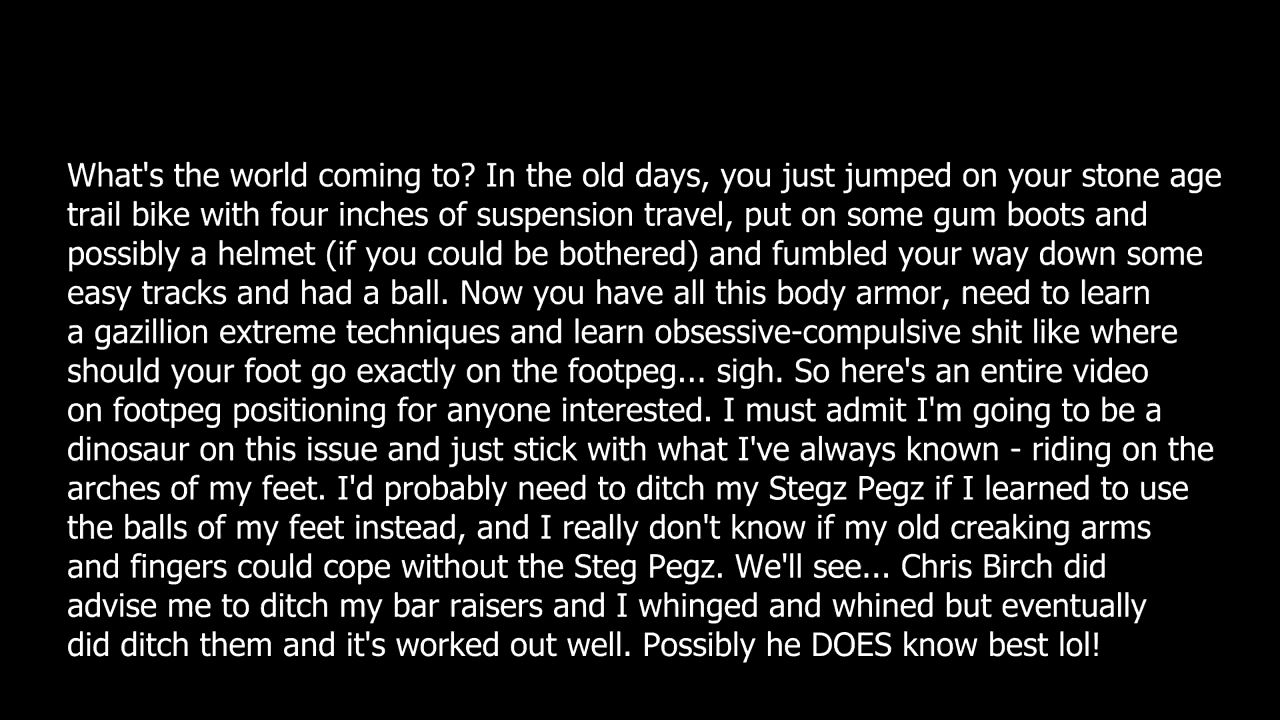 What's the world coming to? In the old days, you just jumped on your stone age
trail bike with four inches of suspension travel, put on some gum boots and
possibly a helmet (if you could be bothered) and fumbled your way down some
easy tracks and had a ball. Now you have all this body armor, need to learn
a gazillion extreme techniques and learn obsessive-compulsive shit like where
should your foot go exactly on the footpeg... sigh. So here's an entire video
on footpeg positioning for anyone interested. I must admit I'm going to be a
dinosaur on this issue and just stick with what I've always known - riding on the
arches of my feet. I'd probably need to ditch my Stegz Pegz if I learned to use
the balls of my feet instead, and I really don't know if my old creaking arms
and fingers could cope without the Steg Pegz. We'll see... Chris Birch did
advise me to ditch my bar raisers and I whinged and whined but eventually
did ditch them and it's worked out well. Possibly he DOES know best lol!